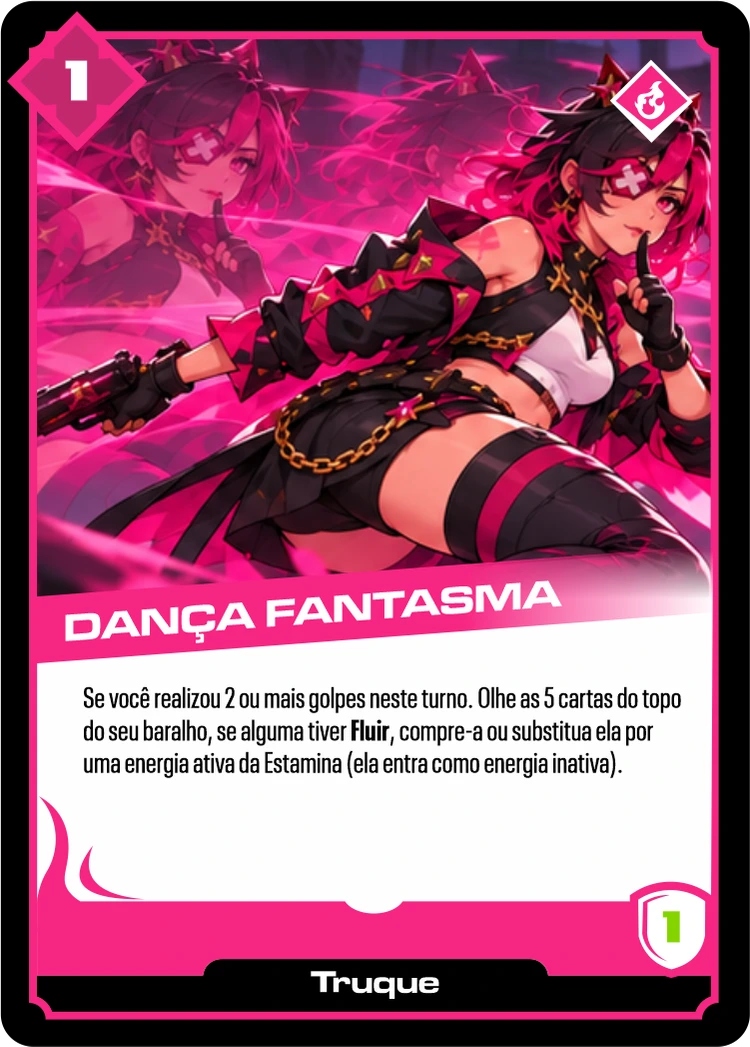 1
DANÇA FANTASMA
Se você realizou 2 ou mais golpes neste turno. Olhe as 5 cartas do topo
do seu baralho, se alguma tiver Fluir, compre-a ou substitua ela por
uma energia ativa da Estamina (ela entra como energia inativa).
1
Truque